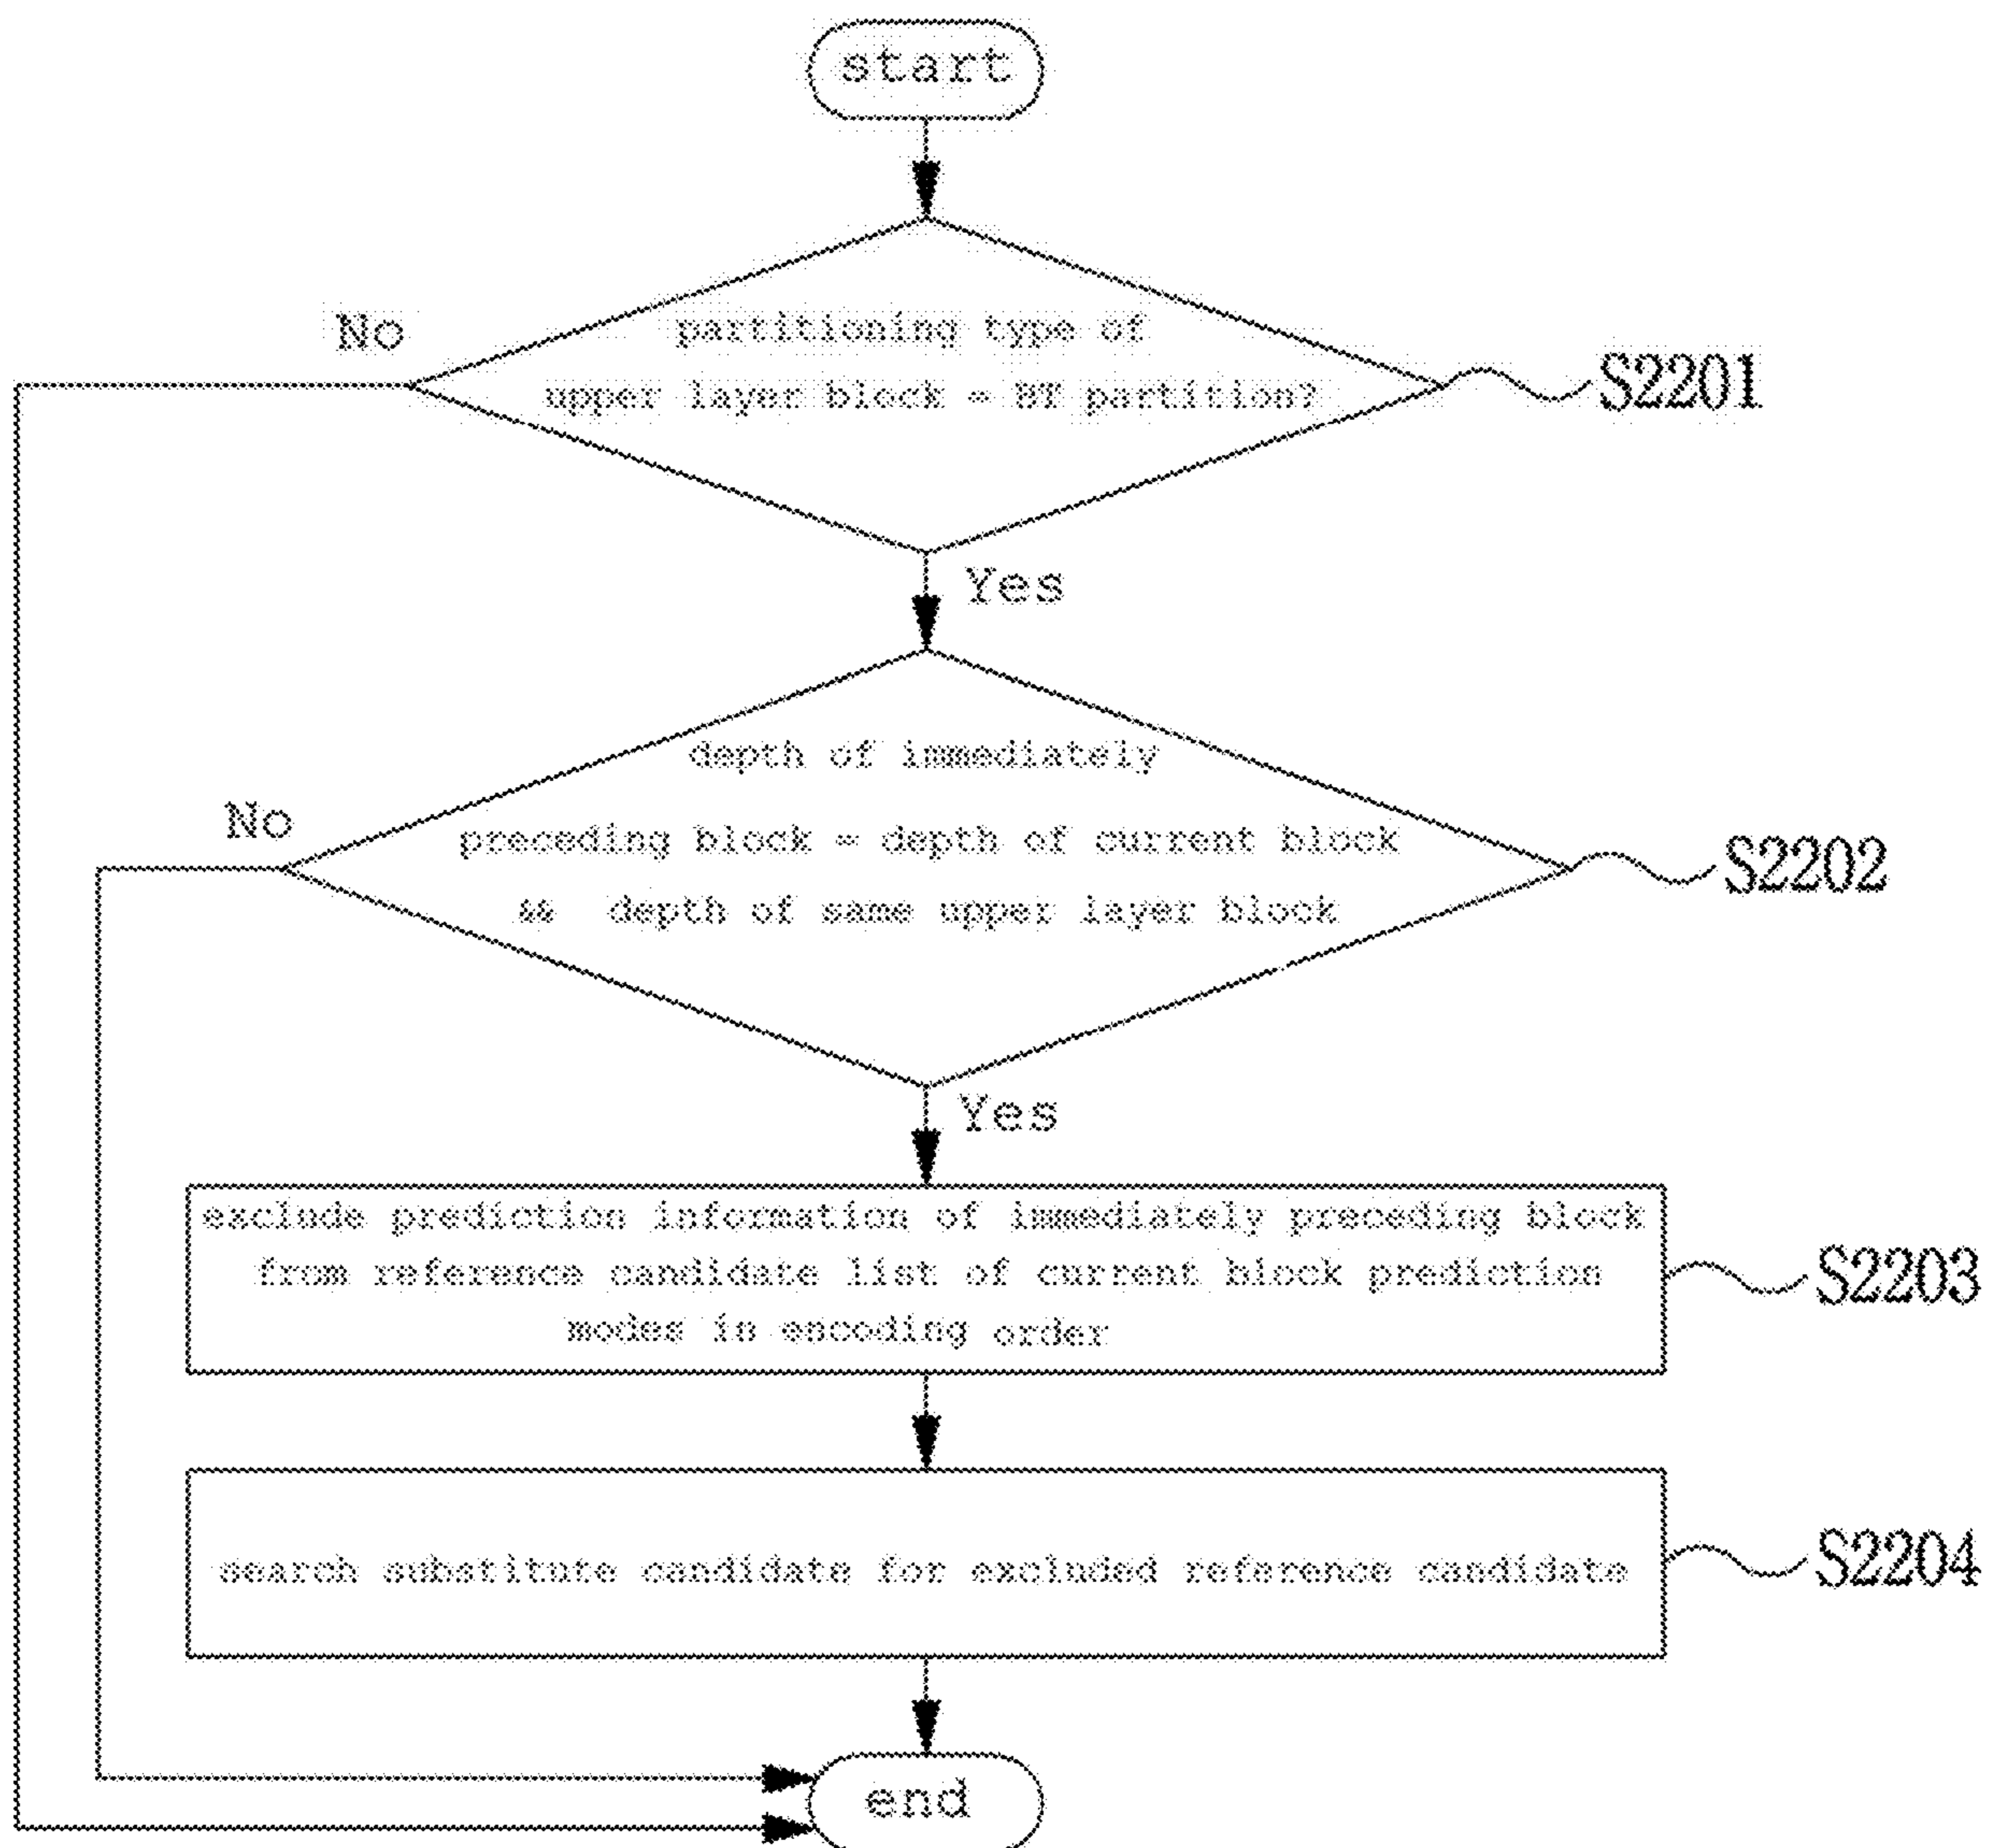 start
No
partitioning type of
upper layer block = BT partition?
S2201
Yes
depth of immediately
No
preceding block = depth of current block
S2202
&& depth of same upper layer block
Yes
exclude prediction information of immediately preceding block
from reference candidate list of current block prediction
S2203
modes in encoding order
search substitute candidate for excluded reference candidate
S2204
end